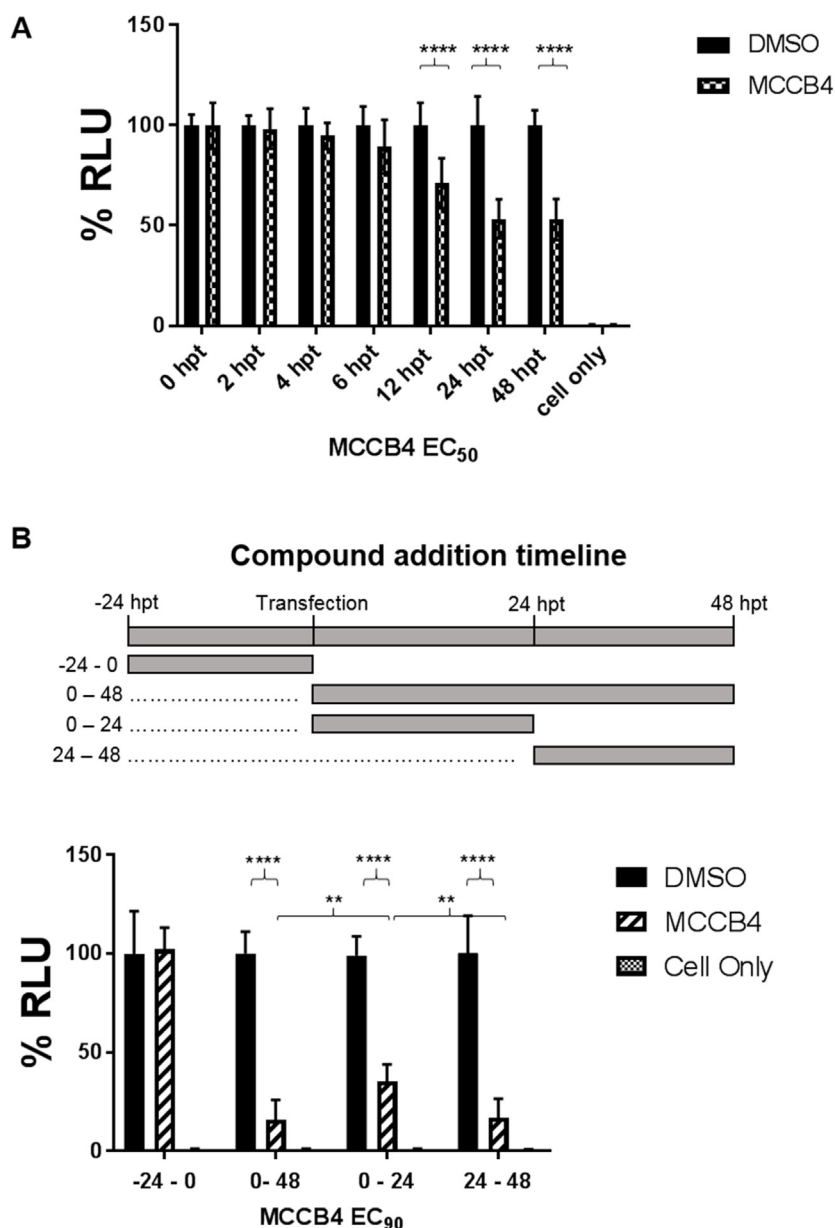 A
150
100
50
0
% RLU
**** **** ****
DMSO
MCCB4
0 hpt 2 hpt 4 hpt 6 hpt 12 hpt 24 hpt 48 hpt cell only
MCCB4 EC50
B
Compound addition timeline
-24 hpt Transfection 24 hpt 48 hpt
-24 - 0
0 – 48
0 – 24
24 – 48
150
100
50
0
% RLU
**** **** ****
** **
DMSO
MCCB4
Cell Only
-24 - 0 0- 48 0 - 24 24 - 48
MCCB4 EC90